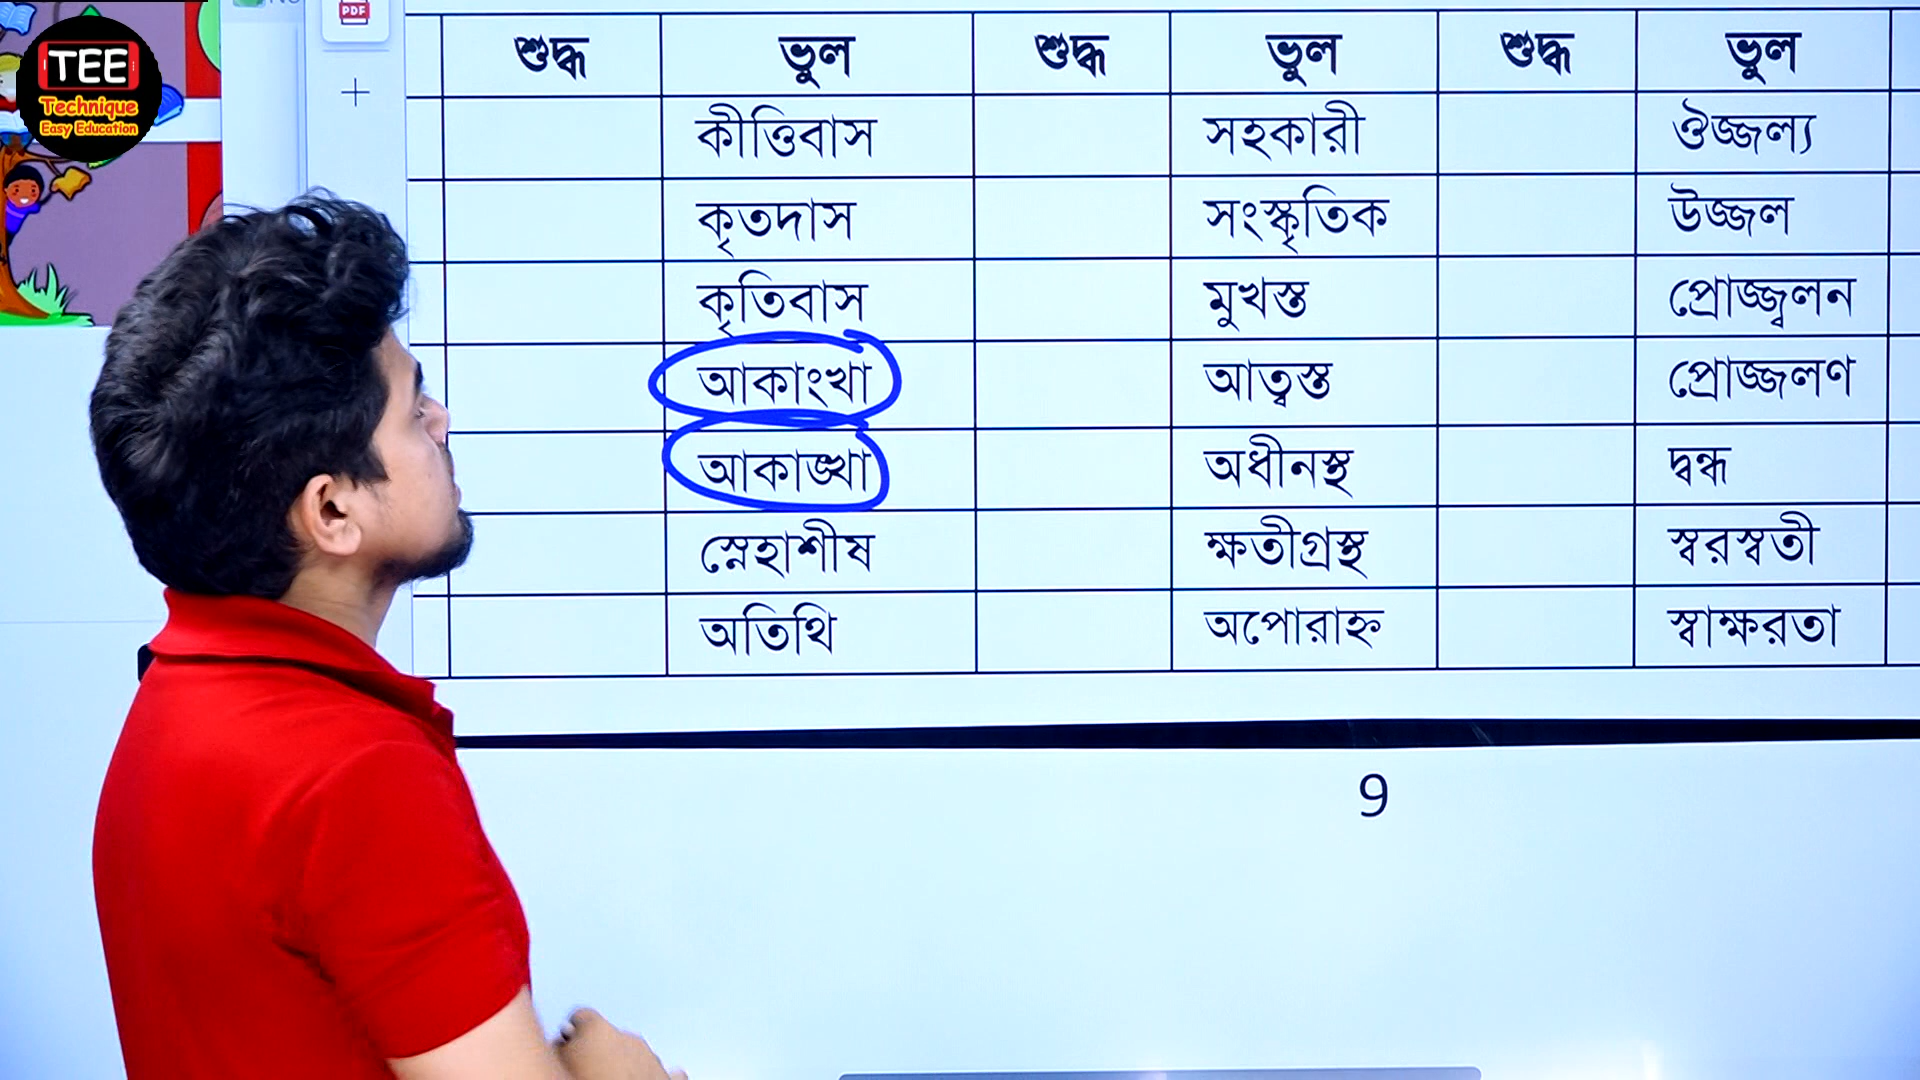 TEE
Technique
Easy Education
PDF
শুদ্ধ ভুল শুদ্ধ ভুল শুদ্ধ ভুল
কীত্তিবাস সহকারী ঔজ্জল্য
কৃতদাস সংস্কৃতিক উজ্জল
কৃতিবাস মুখস্ত প্রোজ্জ্বলন
আকাংখা আত্বস্ত প্রোজ্জলণ
আকাঙ্খা অধীনস্থ দ্বন্ধ
স্নেহাশীষ ক্ষতীগ্রস্থ স্বরস্বতী
অতিথি অপোরাহ্ন স্বাক্ষরতা
9